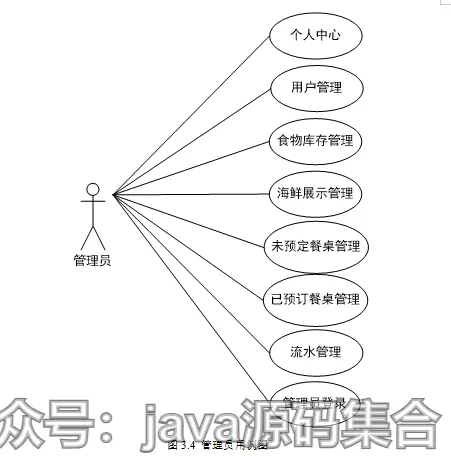 个人中心
用户管理
食物库存管理
海鲜展示管理
管理员
未预定餐桌管理
已预订餐桌管理
流水管理
管理员登录
众号：java源码集合
图 3.4 管理员用例图